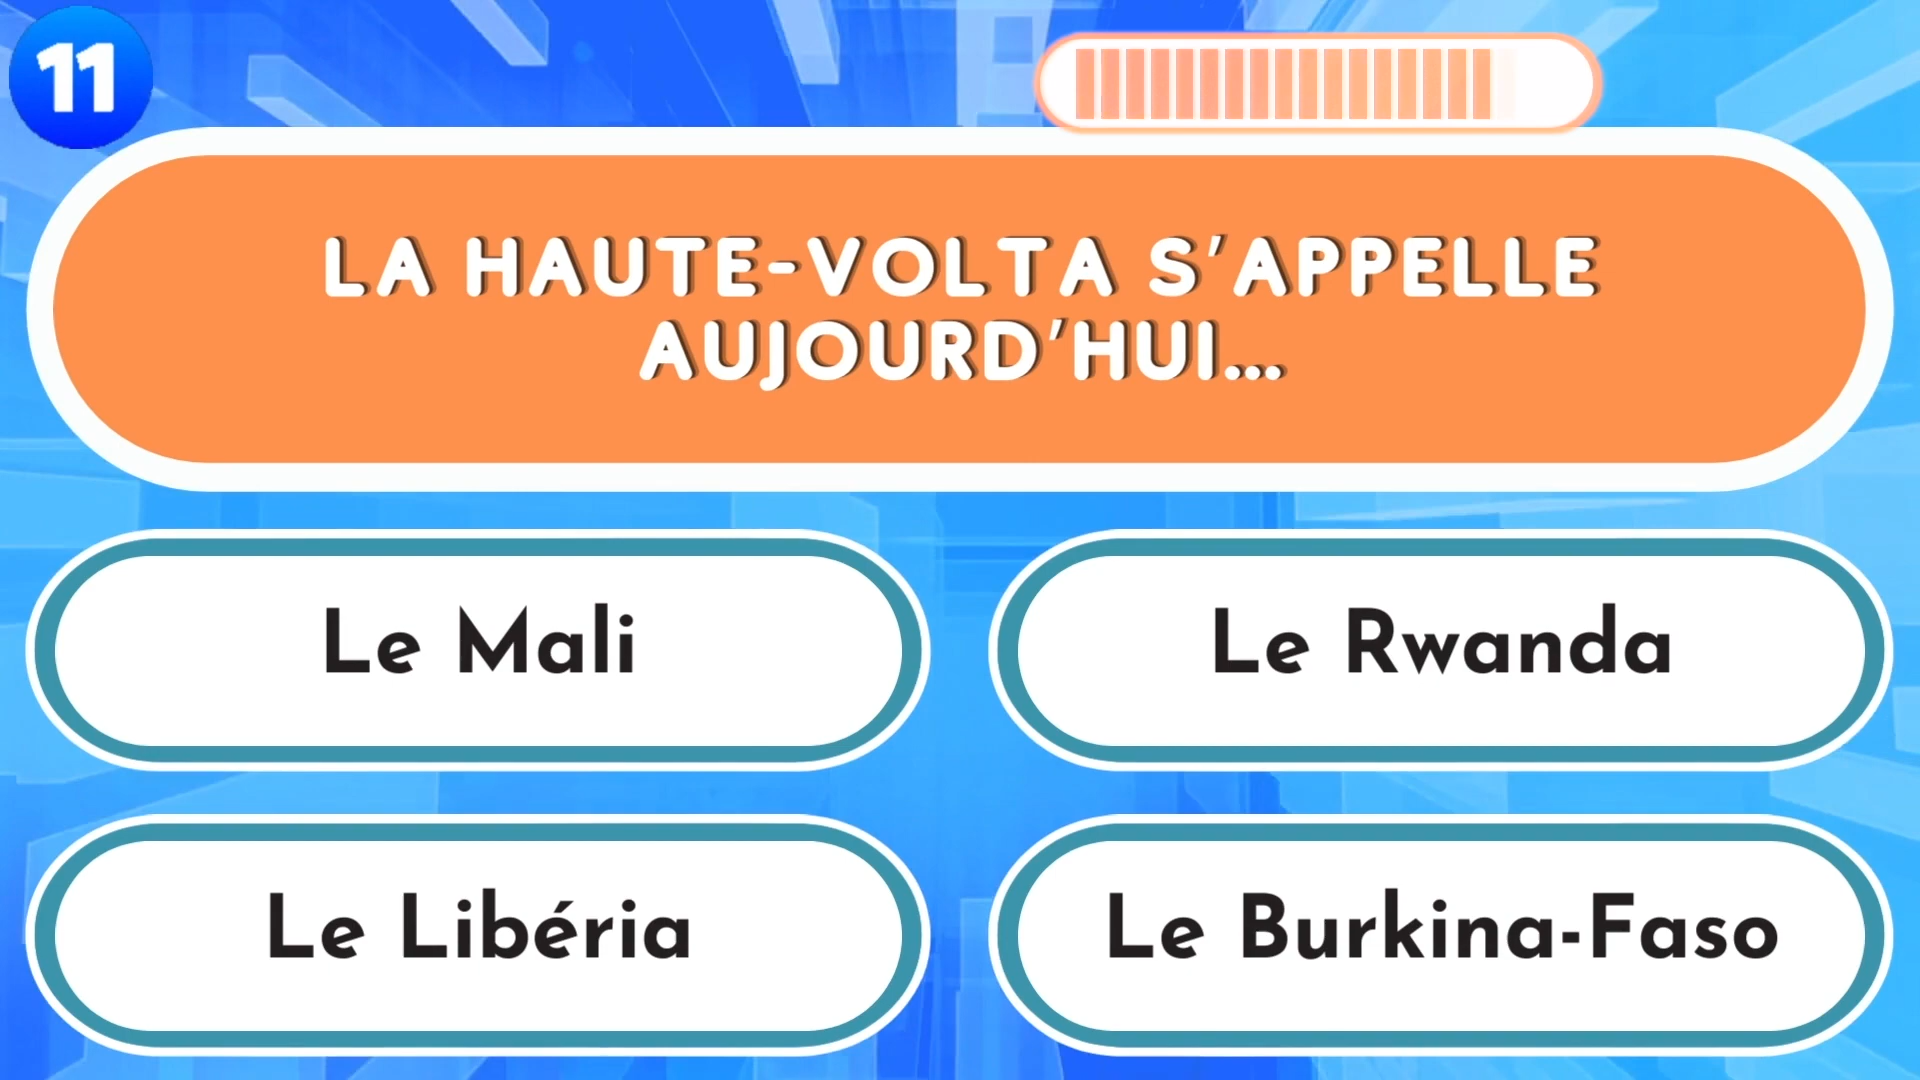 11
LA HAUTE-VOLTA S'APPELLE
AUJOURD'HUI...
Le Mali
Le Rwanda
Le Libéria
Le Burkina-Faso